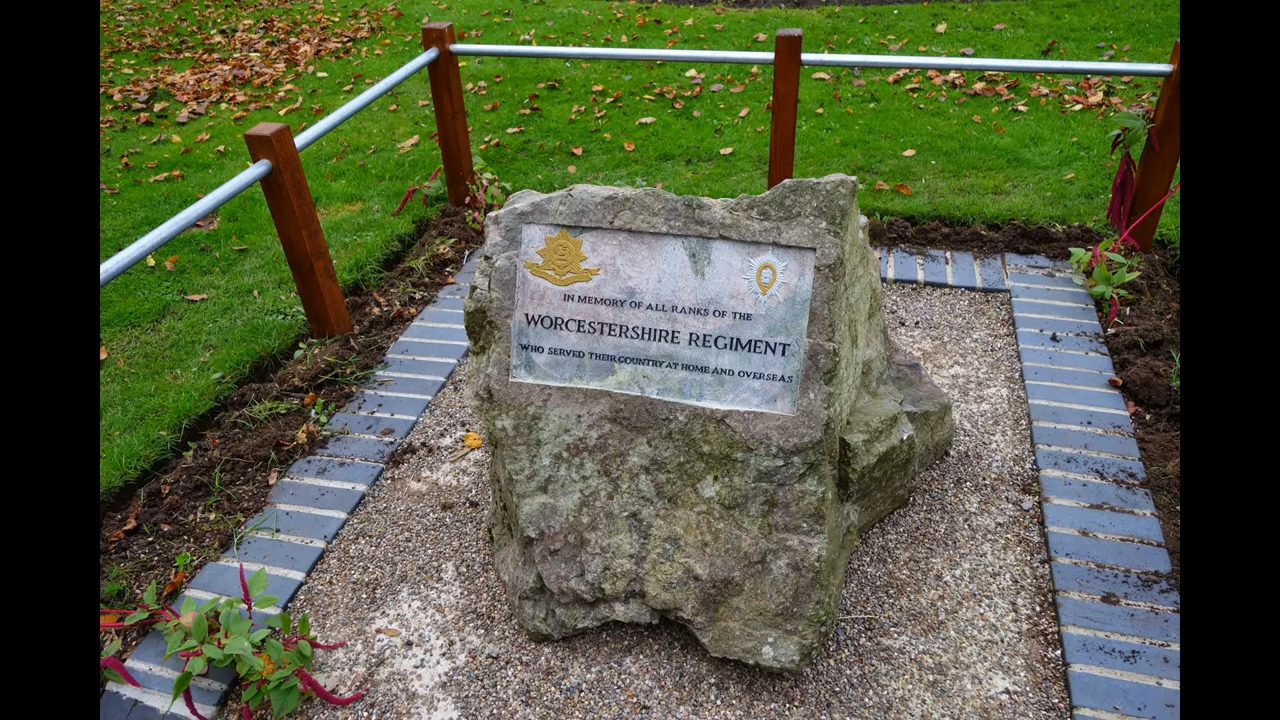 IN MEMORY OF ALL RANKS OF THE
WORCESTERSHIRE REGIMENT
WHO SERVED THEIR COUNTRY AT HOME AND OVERSEAS